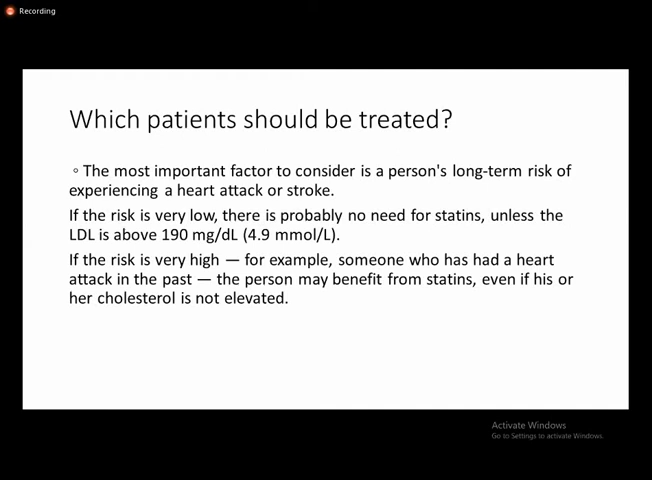 Recording
Which patients should be treated?
◦ The most important factor to consider is a person's long-term risk of
experiencing a heart attack or stroke.
If the risk is very low, there is probably no need for statins, unless the
LDL is above 190 mg/dL (4.9 mmol/L).
If the risk is very high — for example, someone who has had a heart
attack in the past — the person may benefit from statins, even if his or
her cholesterol is not elevated.
Activate Windows
Go to Settings to activate Windows.